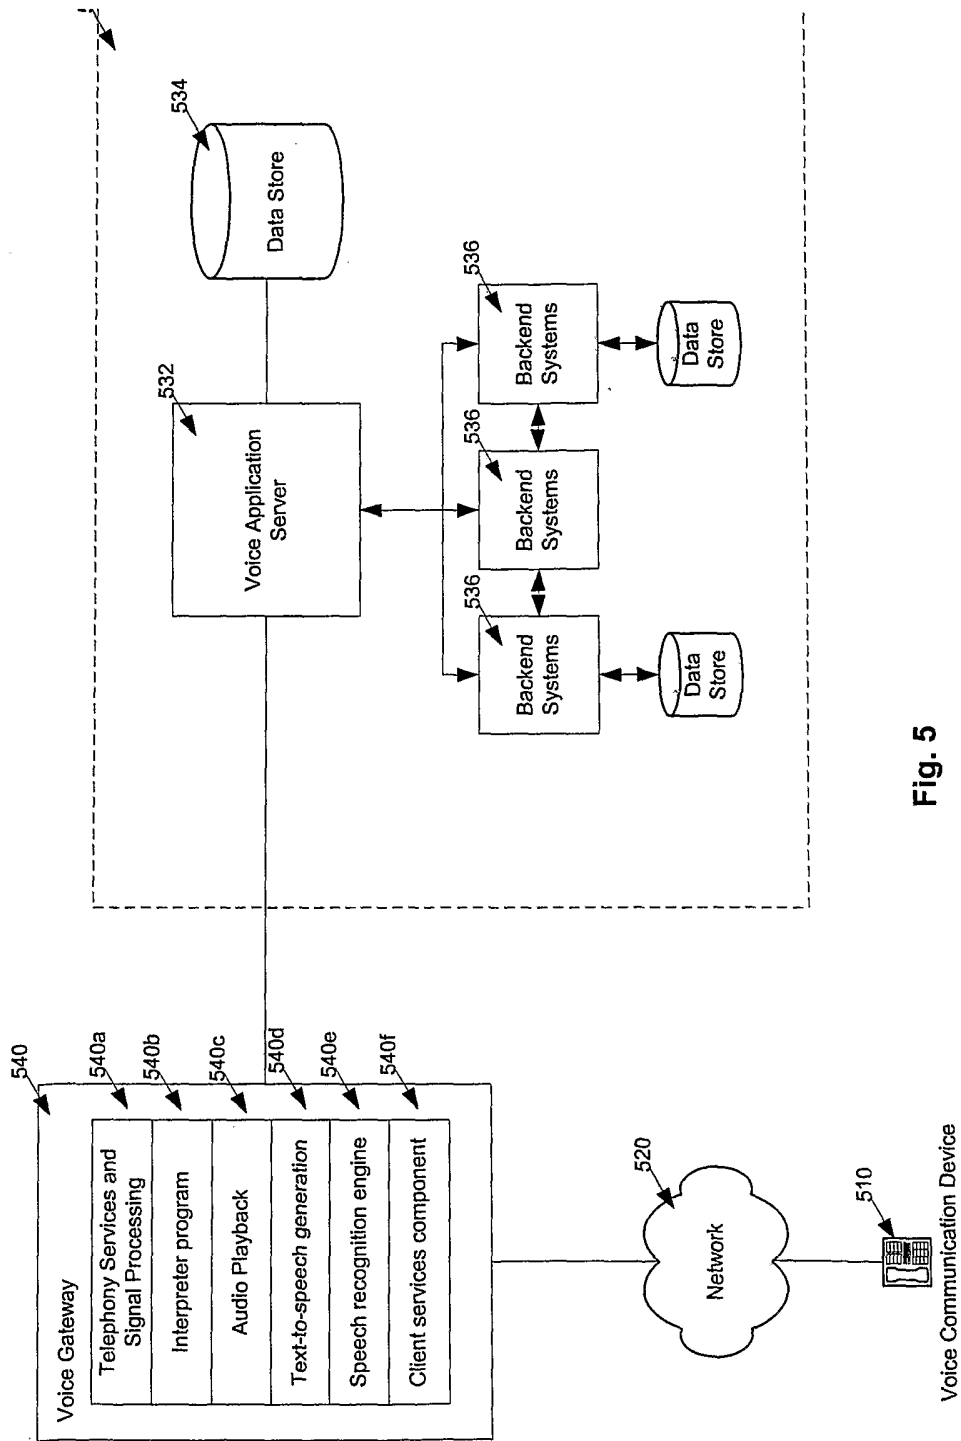 540
Voice Gateway
540a
Telephony Services and
Signal Processing
540b
Interpreter program
540c
Audio Playback
540d
Text-to-speech generation
540e
Speech recognition engine
540f
Client services component
532
Voice Application
Server
534
Data Store
536
Backend
Systems
536
Backend
Systems
536
Backend
Systems
Data
Store
Data
Store
520
Network
510
Voice Communication Device
Fig. 5